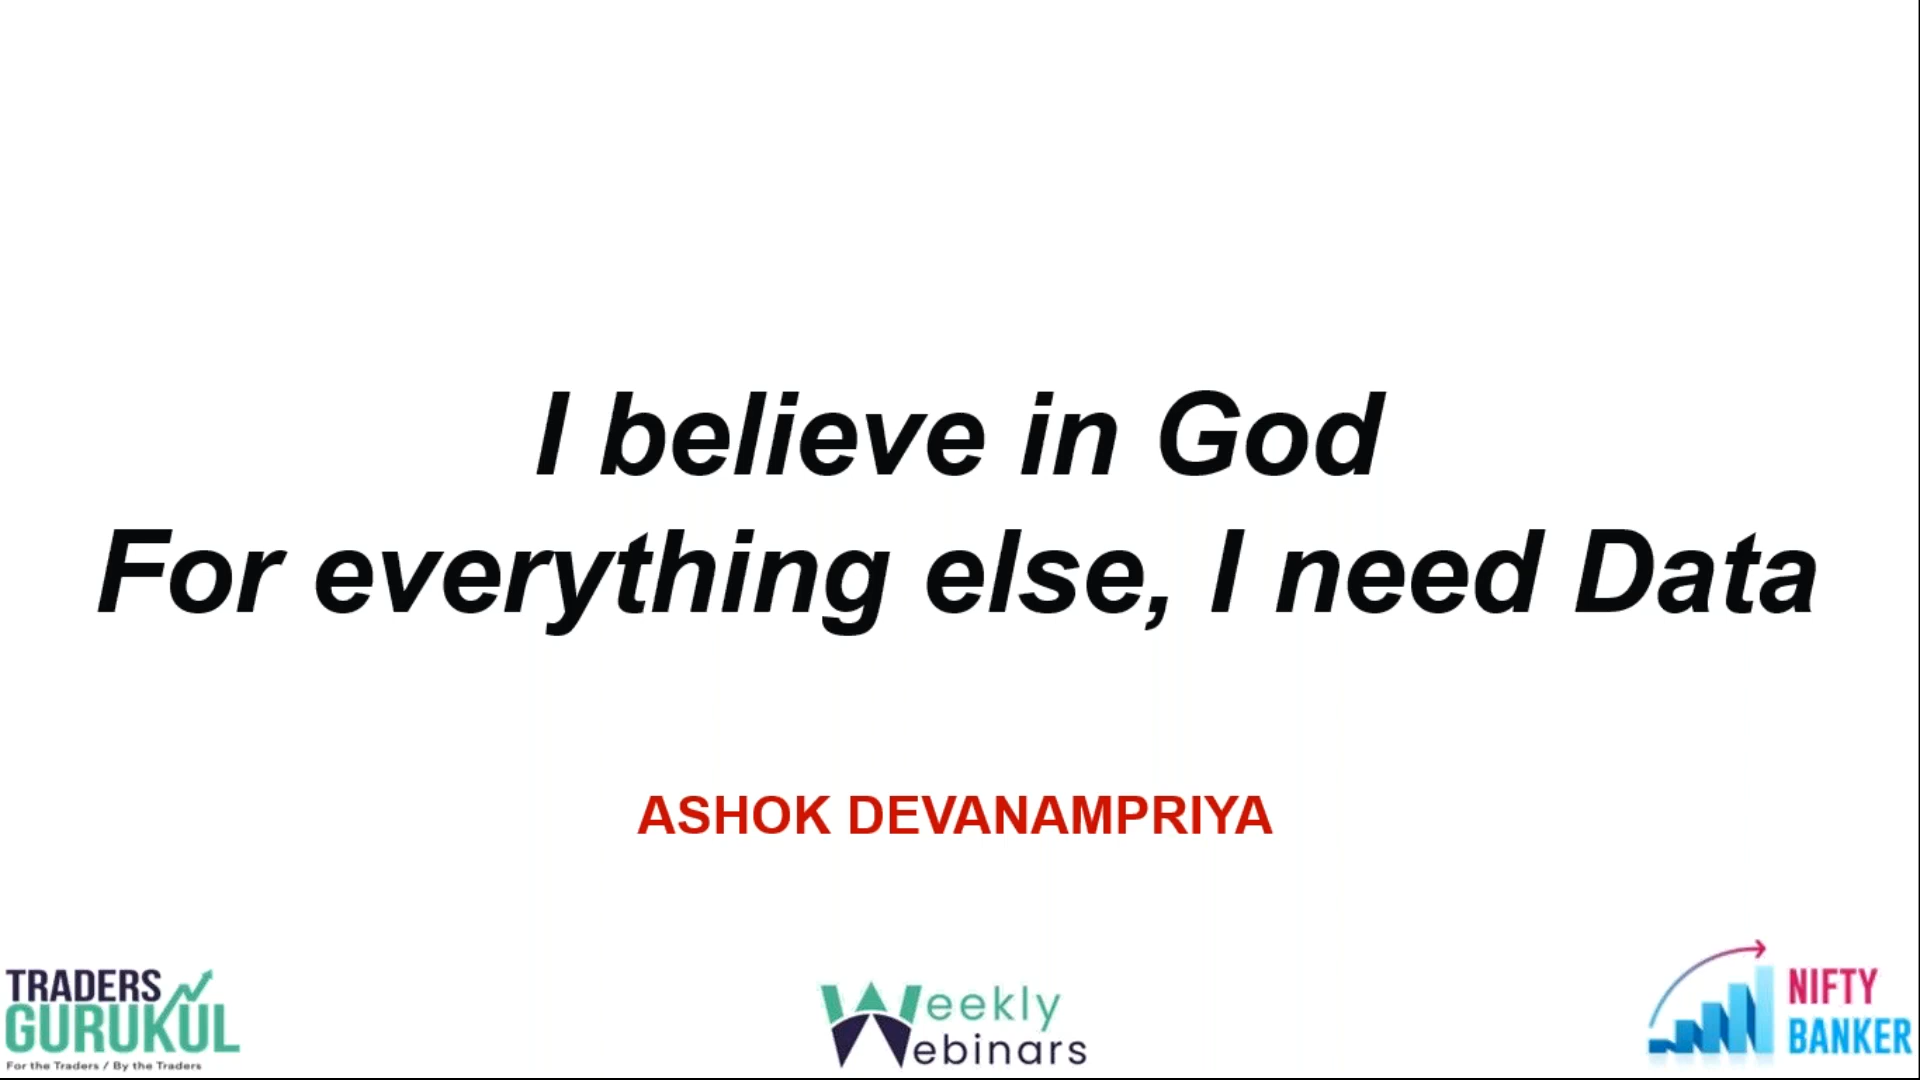 I believe in God
For everything else, I need Data
ASHOK DEVANAMPRIYA
TRADERS
GURUKUL
For the Traders / By the Traders
Weekly
Webinars
NIFTY
BANKER